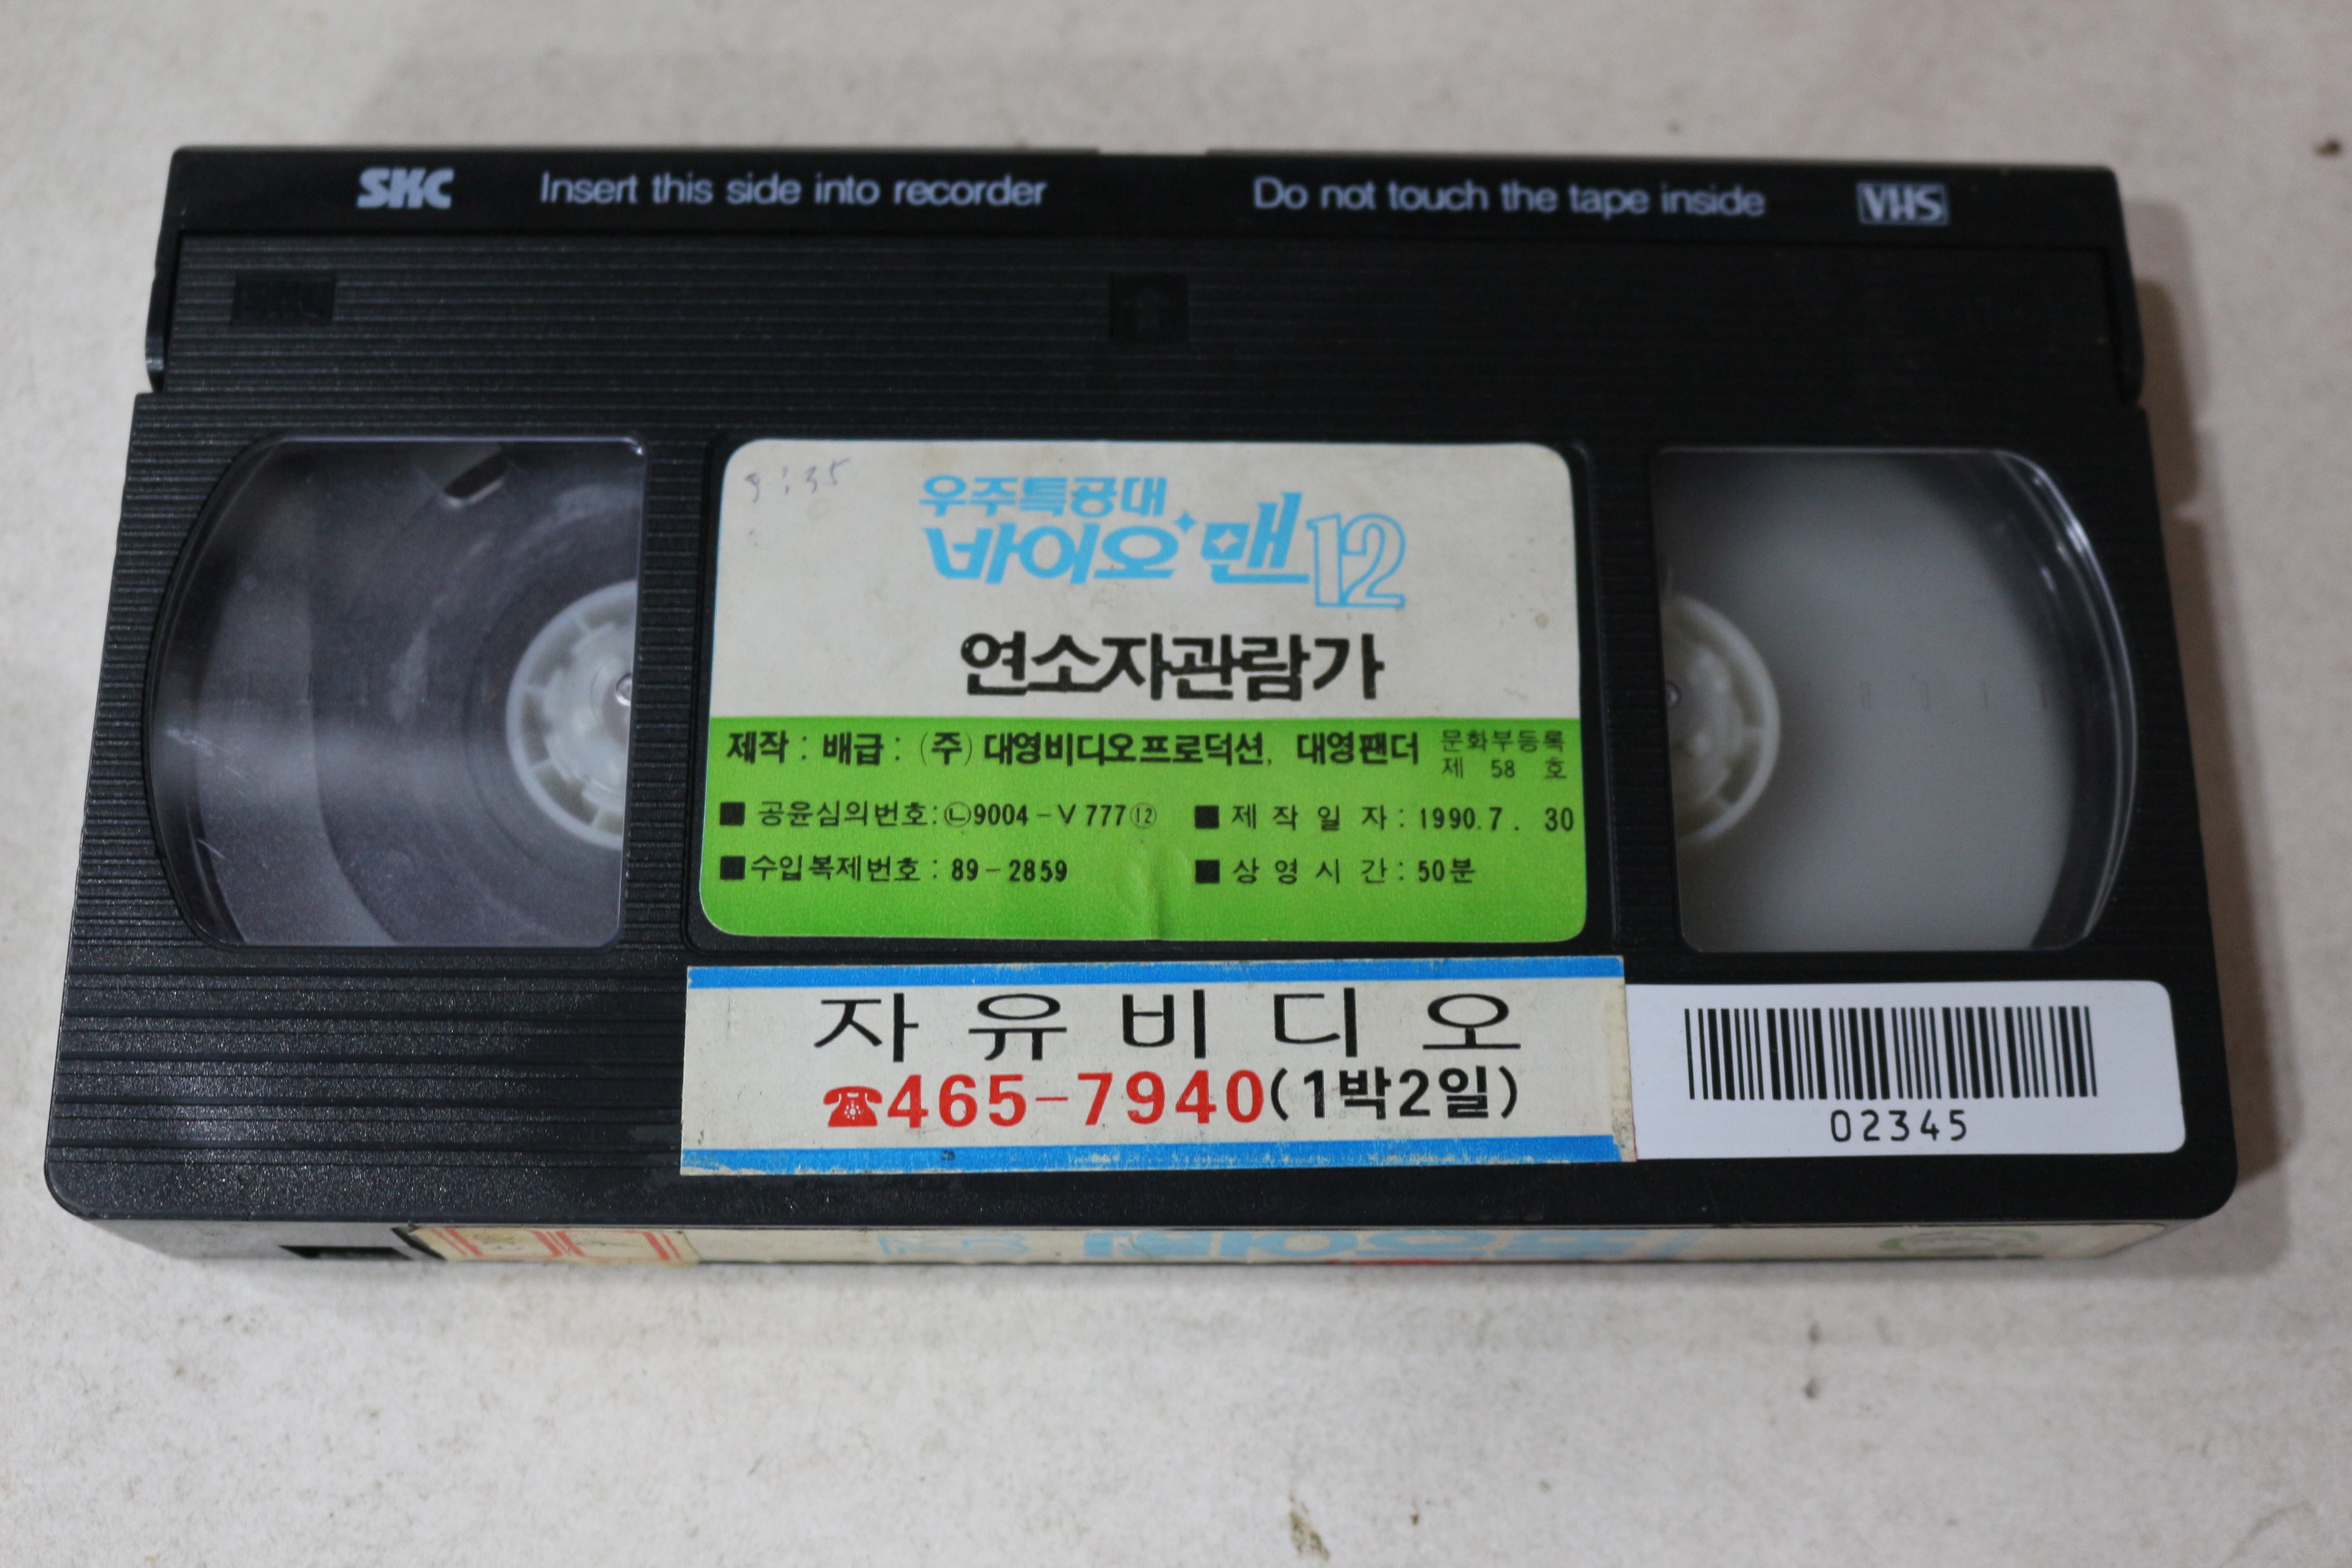 SKC Insert this side into recorder Do not touch the tape inside VHS
우주특공대
바이오맨 12
연소자관람가
제작 : 배급 : (주) 대영비디오프로덕션, 대영팬더 문화부등록
제 58 호
■ 공윤심의번호 : ㉡9004-V777⑫ ■ 제작일자 : 1990. 7. 30
■ 수입복제번호 : 89-2859 ■ 상영시간 : 50분
자유비디오
☎465-7940(1박2일)
02345